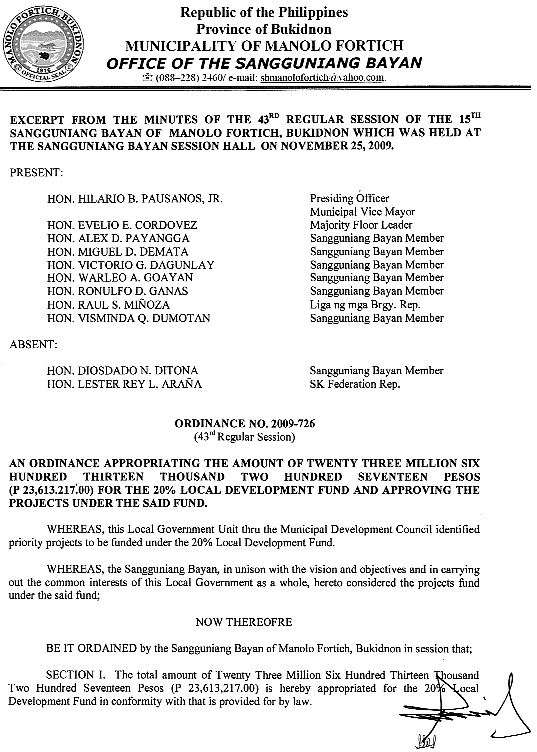 MANOLO FORTICH, BUKIDNON
OFFICIAL SEAL
Republic of the Philippines
Province of Bukidnon
MUNICIPALITY OF MANOLO FORTICH
OFFICE OF THE SANGGUNIANG BAYAN
☏ (088–228) 2460/ e-mail: sbmanolofortich@yahoo.com.
EXCERPT FROM THE MINUTES OF THE 43RD REGULAR SESSION OF THE 15TH
SANGGUNIANG BAYAN OF MANOLO FORTICH, BUKIDNON WHICH WAS HELD AT
THE SANGGUNIANG BAYAN SESSION HALL ON NOVEMBER 25, 2009.
PRESENT:
HON. HILARIO B. PAUSANOS, JR. Presiding Officer
Municipal Vice Mayor
HON. EVELIO E. CORDOVEZ Majority Floor Leader
HON. ALEX D. PAYANGGA Sangguniang Bayan Member
HON. MIGUEL D. DEMATA Sangguniang Bayan Member
HON. VICTORIO G. DAGUNLAY Sangguniang Bayan Member
HON. WARLEO A. GOAYAN Sangguniang Bayan Member
HON. RONULFO D. GANAS Sangguniang Bayan Member
HON. RAUL S. MIÑOZA Liga ng mga Brgy. Rep.
HON. VISMINDA Q. DUMOTAN Sangguniang Bayan Member
ABSENT:
HON. DIOSDADO N. DITONA Sangguniang Bayan Member
HON. LESTER REY L. ARAÑA SK Federation Rep.
ORDINANCE NO. 2009-726
(43rd Regular Session)
AN ORDINANCE APPROPRIATING THE AMOUNT OF TWENTY THREE MILLION SIX
HUNDRED THIRTEEN THOUSAND TWO HUNDRED SEVENTEEN PESOS
(P 23,613.217.00) FOR THE 20% LOCAL DEVELOPMENT FUND AND APPROVING THE
PROJECTS UNDER THE SAID FUND.
WHEREAS, this Local Government Unit thru the Municipal Development Council identified
priority projects to be funded under the 20% Local Development Fund.
WHEREAS, the Sangguniang Bayan, in unison with the vision and objectives and in carrying
out the common interests of this Local Government as a whole, hereto considered the projects fund
under the said fund;
NOW THEREFORE
BE IT ORDAINED by the Sangguniang Bayan of Manolo Fortich, Bukidnon in session that;
SECTION I. The total amount of Twenty Three Million Six Hundred Thirteen Thousand
Two Hundred Seventeen Pesos (P 23,613,217.00) is hereby appropriated for the 20% Local
Development Fund in conformity with that is provided for by law.